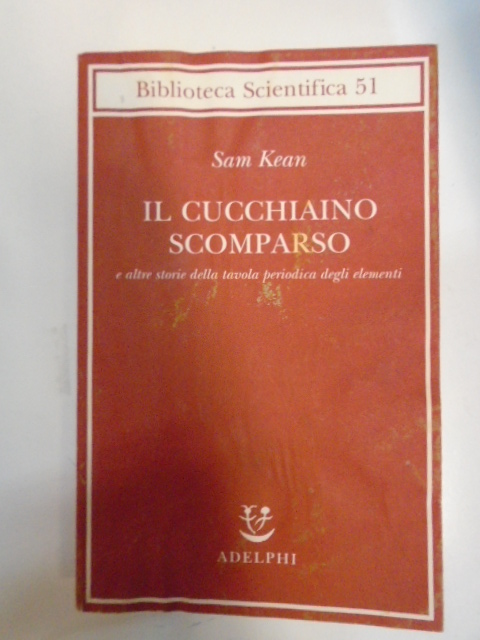 Biblioteca Scientifica 51
Sam Kean
IL CUCCHIAINO
SCOMPARSO
e altre storie della tavola periodica degli elementi
ADELPHI